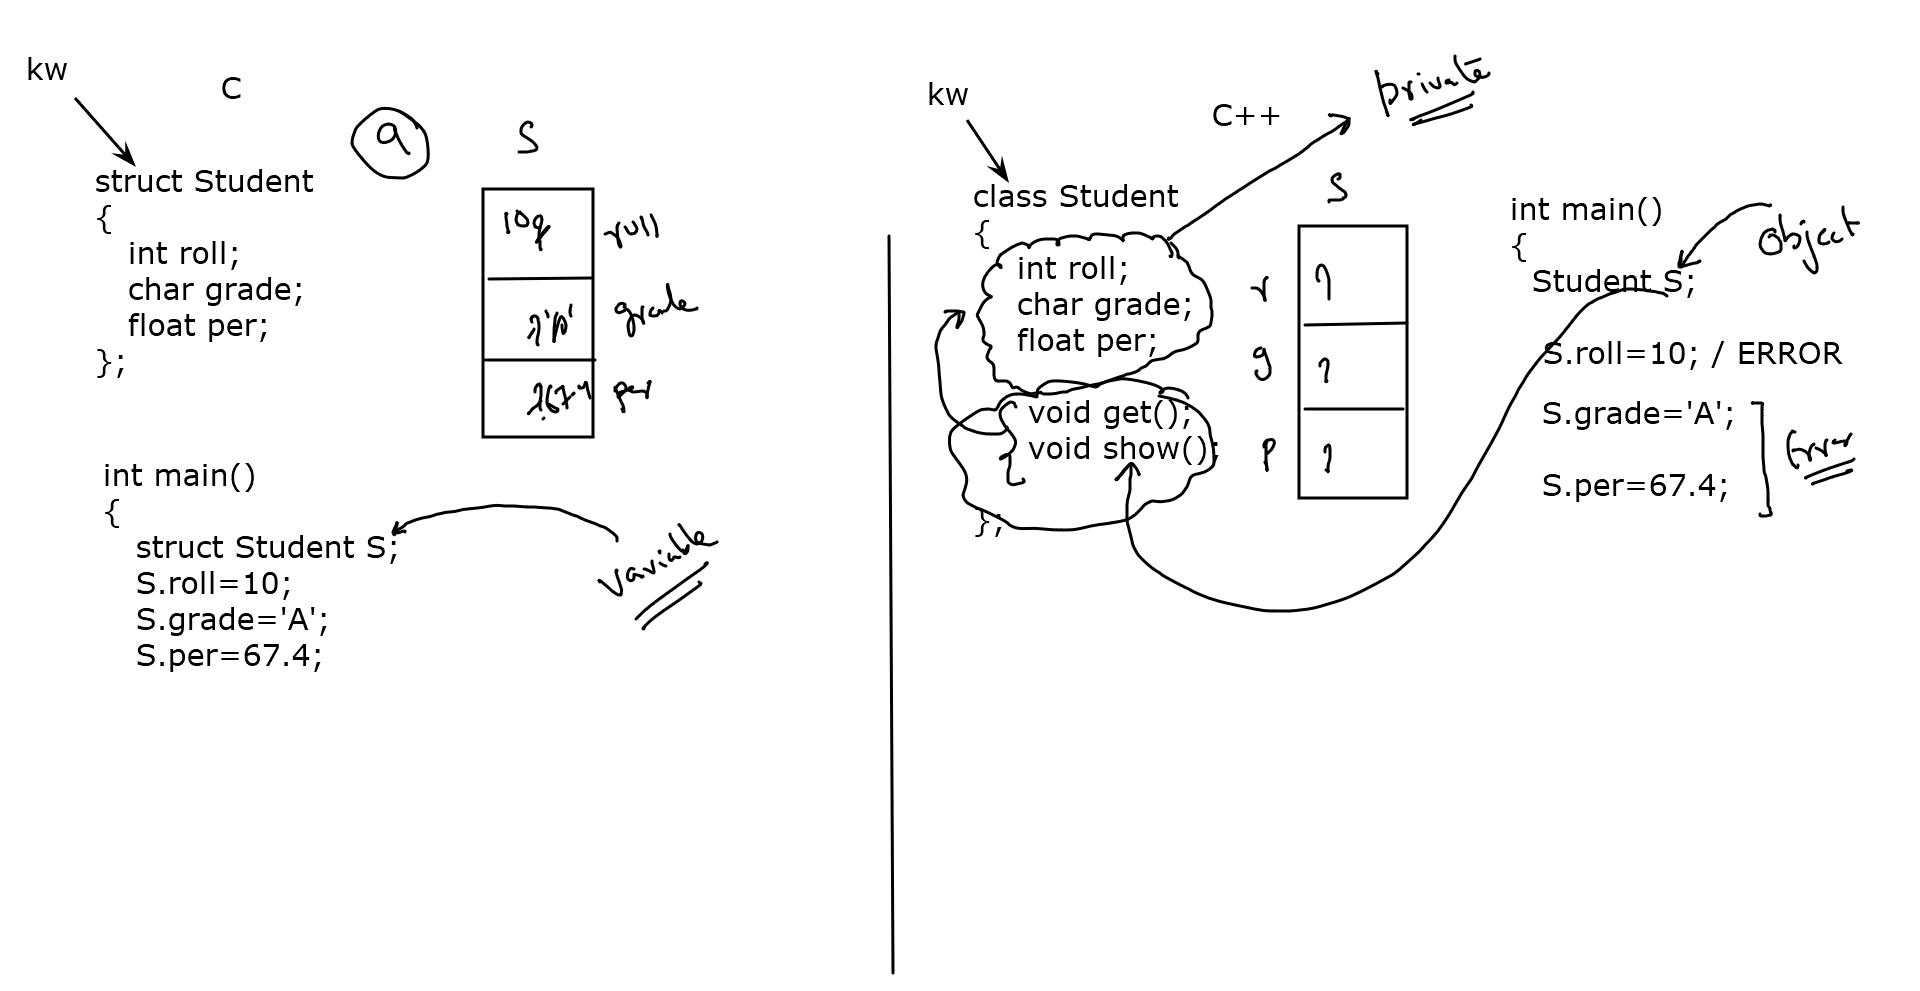 kw
C
struct Student
{
int roll;
char grade;
float per;
};
9
S
10
roll
grade
67.4
per
int main()
{
struct Student S;
S.roll=10;
S.grade='A';
S.per=67.4;
variable
kw
C++
private
class Student
{
int roll;
char grade;
float per;
void get();
void show();
};
S
r
?
g
?
p
?
int main()
{
Student S;
object
S.roll=10; / ERROR
S.grade='A';
S.per=67.4;
Error